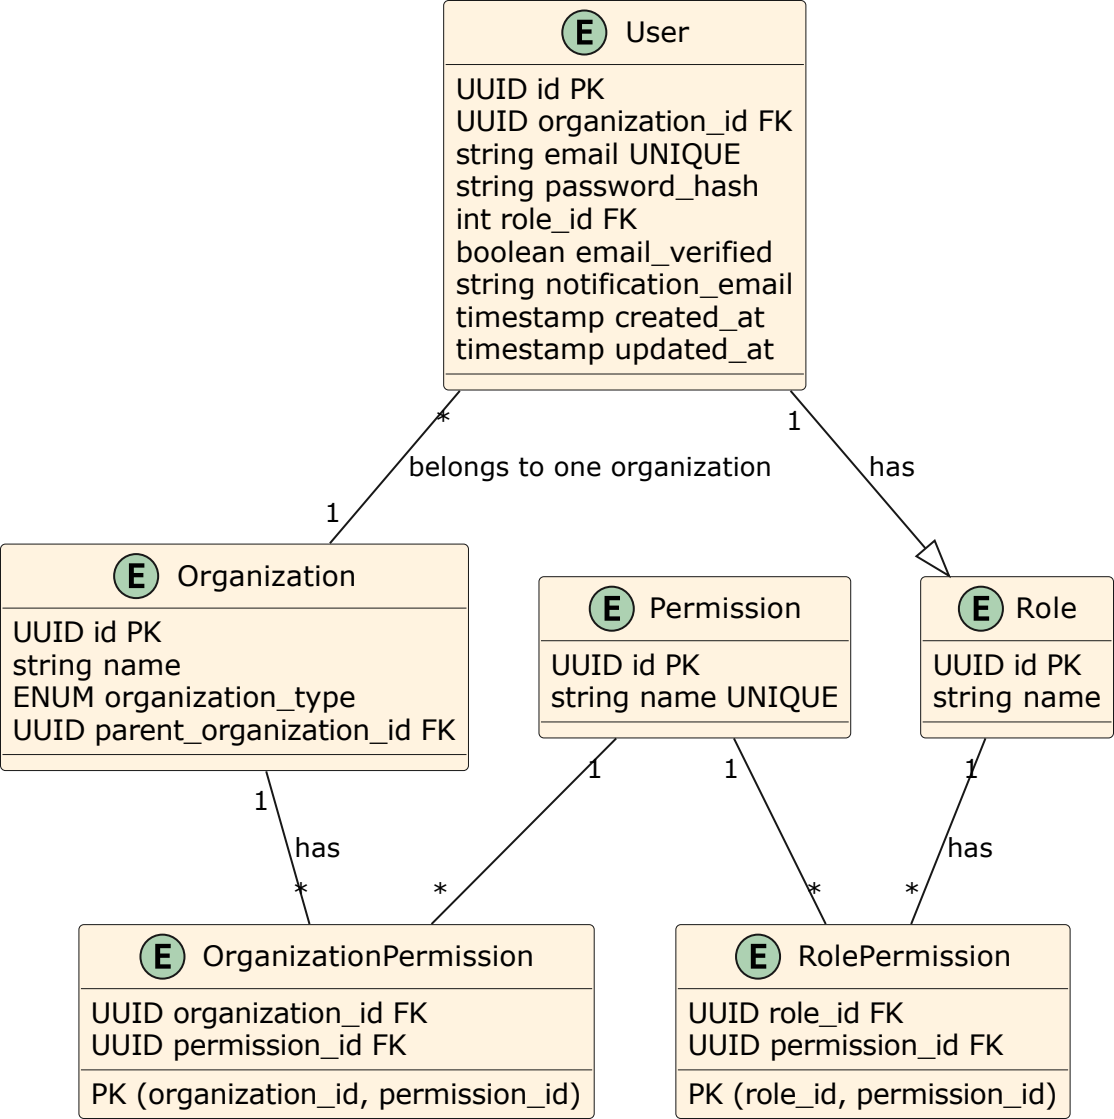 E User
UUID id PK
UUID organization_id FK
string email UNIQUE
string password_hash
int role_id FK
boolean email_verified
string notification_email
timestamp created_at
timestamp updated_at
*
1
belongs to one organization
has
1
E Organization
UUID id PK
string name
ENUM organization_type
UUID parent_organization_id FK
E Permission
UUID id PK
string name UNIQUE
E Role
UUID id PK
string name
1
1
1
1
has
has
*
*
*
*
E OrganizationPermission
UUID organization_id FK
UUID permission_id FK
PK (organization_id, permission_id)
E RolePermission
UUID role_id FK
UUID permission_id FK
PK (role_id, permission_id)